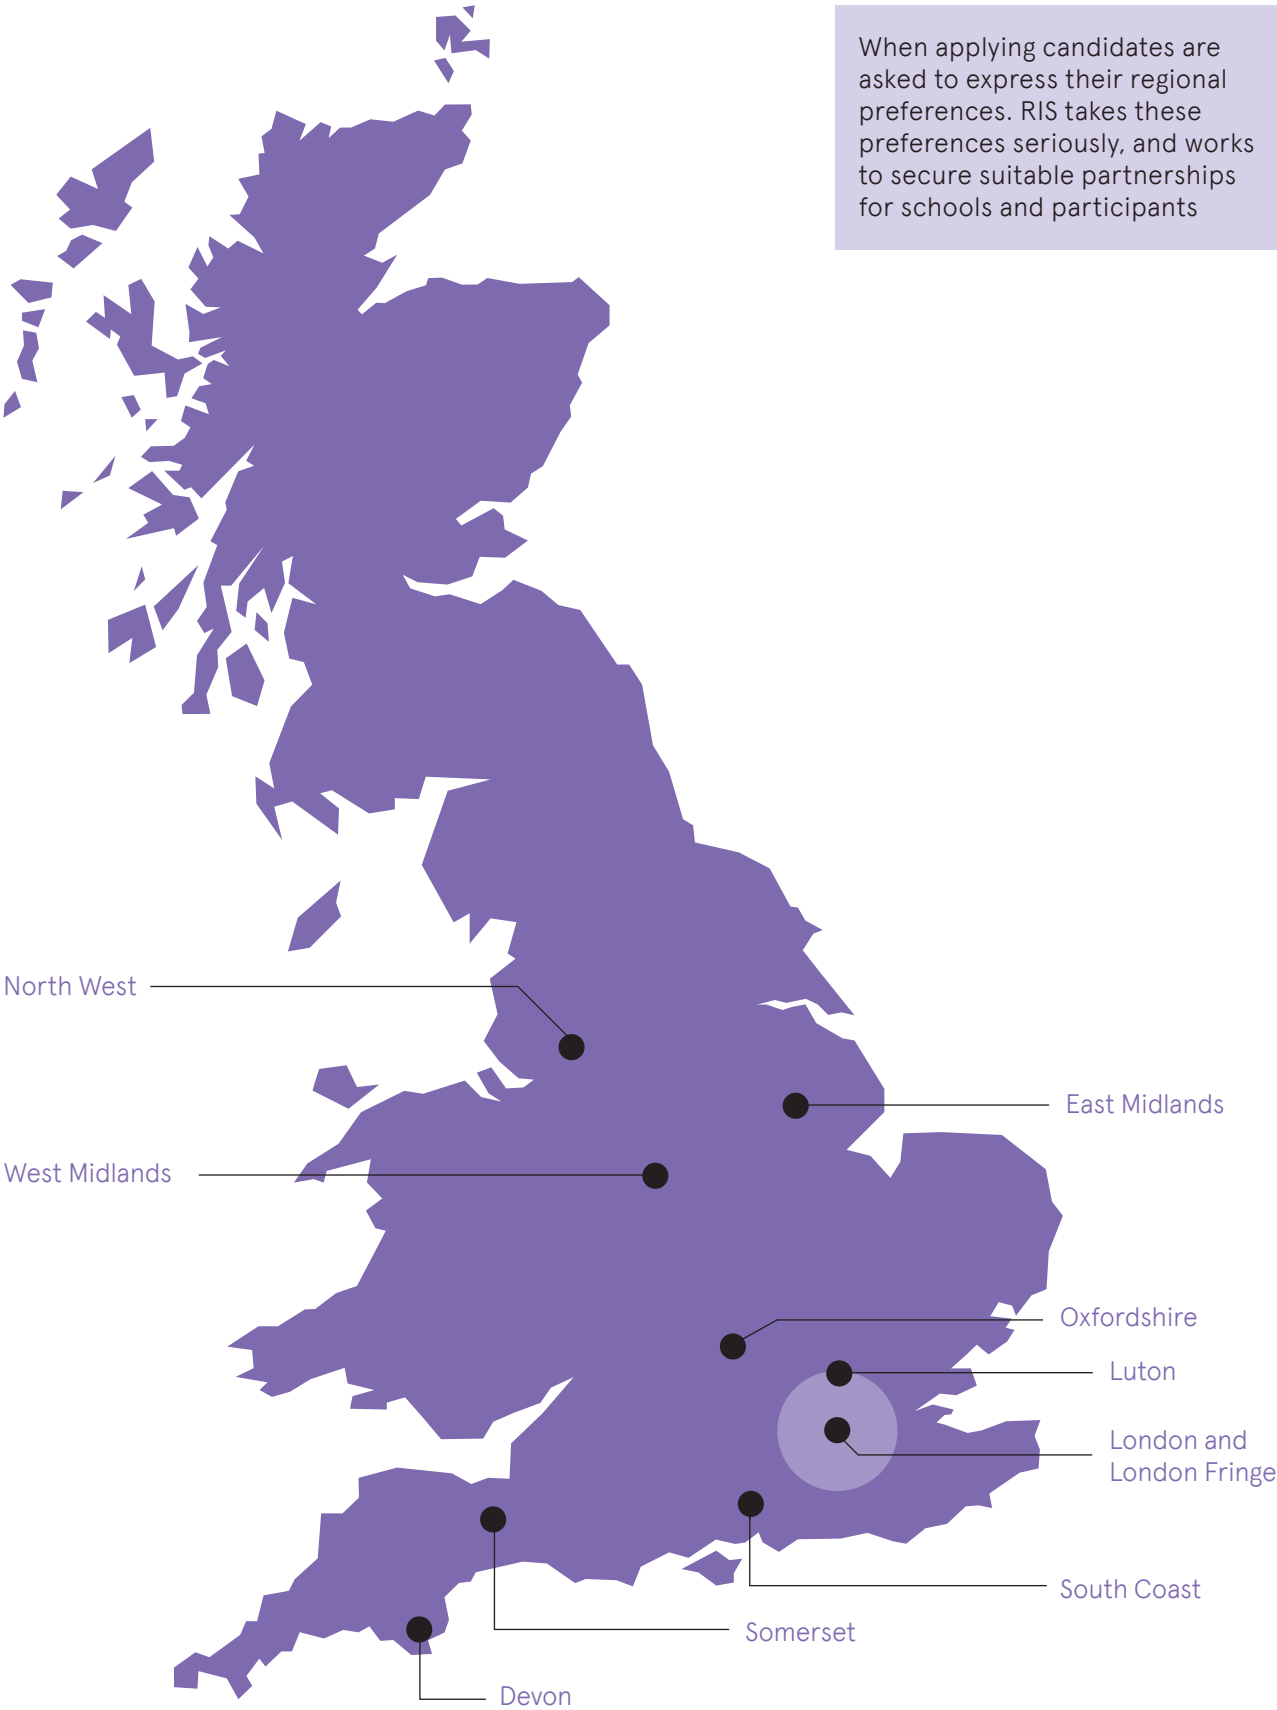 When applying candidates are
asked to express their regional
preferences. RIS takes these
preferences seriously, and works
to secure suitable partnerships
for schools and participants
North West
East Midlands
West Midlands
Oxfordshire
Luton
London and
London Fringe
South Coast
Somerset
Devon